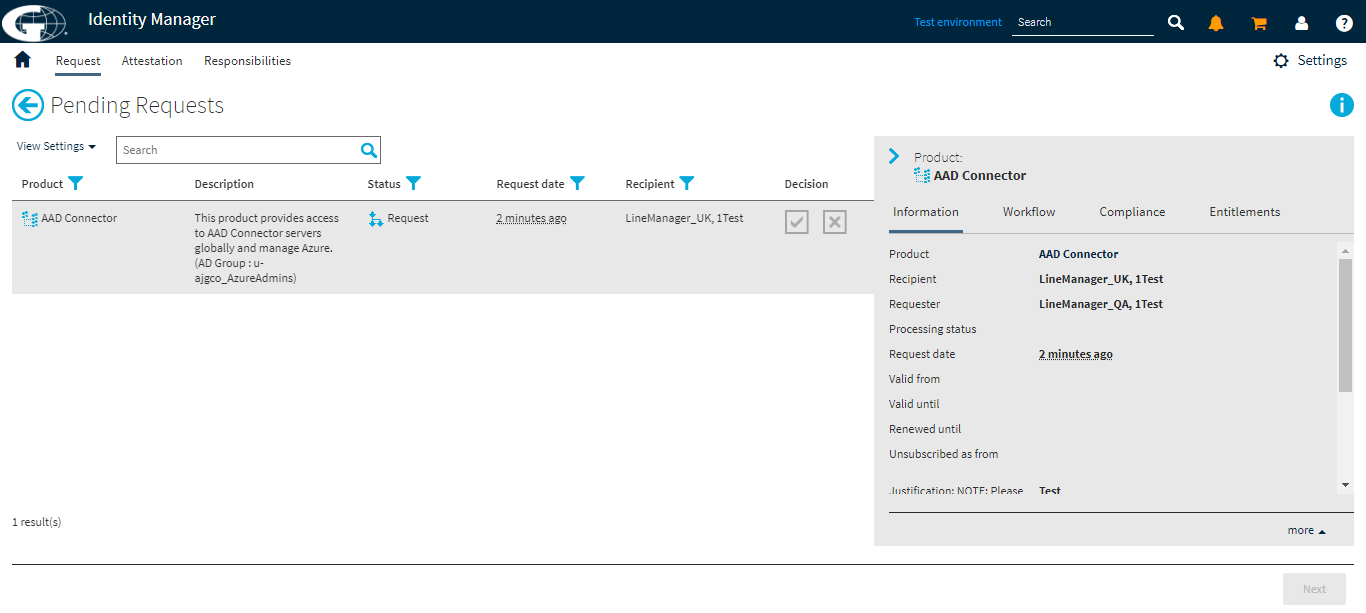 Identity Manager
Test environment
Search
Request
Attestation
Responsibilities
Settings
Pending Requests
View Settings
Search
Product
Description
Status
Request date
Recipient
Decision
AAD Connector
This product provides access
to AAD Connector servers
globally and manage Azure.
(AD Group : u-
ajgco_AzureAdmins)
Request
2 minutes ago
LineManager_UK, 1Test
1 result(s)
Product:
AAD Connector
Information
Workflow
Compliance
Entitlements
Product AAD Connector
Recipient LineManager_UK, 1Test
Requester LineManager_QA, 1Test
Processing status
Request date 2 minutes ago
Valid from
Valid until
Renewed until
Unsubscribed as from
Justification: NOTE: Please Test
more
Next